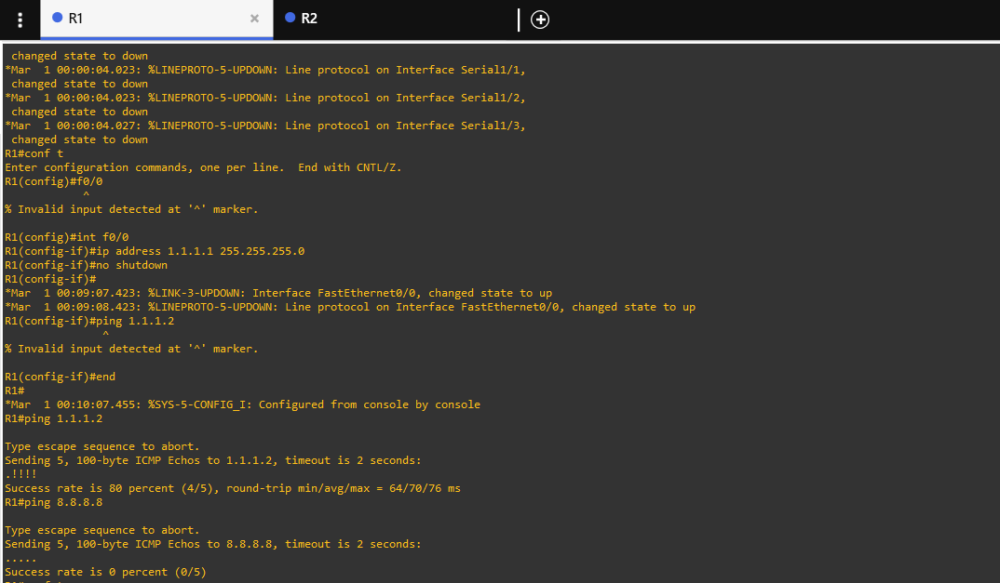 R1
R2
changed state to down
*Mar  1 00:00:04.023: %LINEPROTO-5-UPDOWN: Line protocol on Interface Serial1/1,
changed state to down
*Mar  1 00:00:04.023: %LINEPROTO-5-UPDOWN: Line protocol on Interface Serial1/2,
changed state to down
*Mar  1 00:00:04.027: %LINEPROTO-5-UPDOWN: Line protocol on Interface Serial1/3,
changed state to down
R1#conf t
Enter configuration commands, one per line.  End with CNTL/Z.
R1(config)#f0/0
^
% Invalid input detected at '^' marker.
R1(config)#int f0/0
R1(config-if)#ip address 1.1.1.1 255.255.255.0
R1(config-if)#no shutdown
R1(config-if)#
*Mar  1 00:09:07.423: %LINK-3-UPDOWN: Interface FastEthernet0/0, changed state to up
*Mar  1 00:09:08.423: %LINEPROTO-5-UPDOWN: Line protocol on Interface FastEthernet0/0, changed state to up
R1(config-if)#ping 1.1.1.2
^
% Invalid input detected at '^' marker.
R1(config-if)#end
R1#
*Mar  1 00:10:07.455: %SYS-5-CONFIG_I: Configured from console by console
R1#ping 1.1.1.2
Type escape sequence to abort.
Sending 5, 100-byte ICMP Echos to 1.1.1.2, timeout is 2 seconds:
.!!!!
Success rate is 80 percent (4/5), round-trip min/avg/max = 64/70/76 ms
R1#ping 8.8.8.8
Type escape sequence to abort.
Sending 5, 100-byte ICMP Echos to 8.8.8.8, timeout is 2 seconds:
.....
Success rate is 0 percent (0/5)